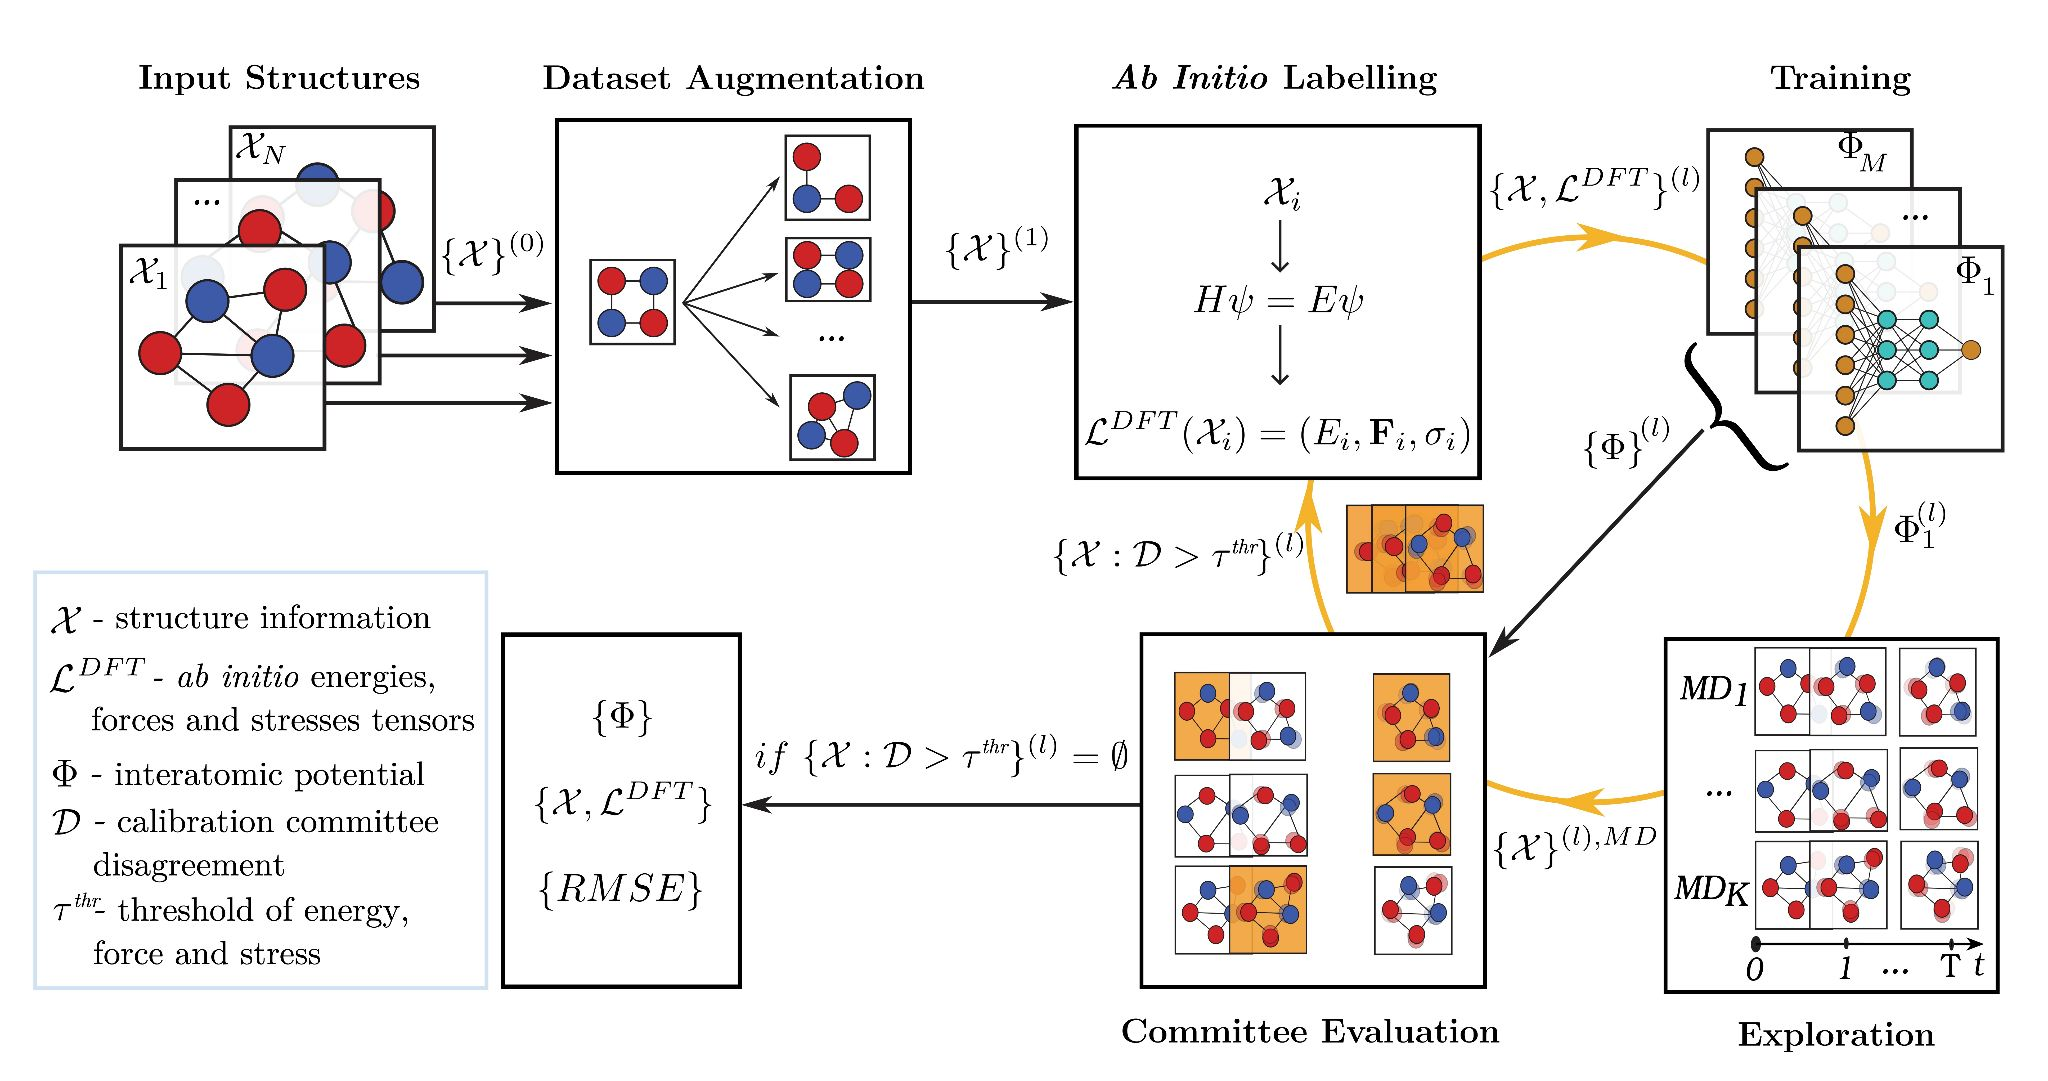 Input Structures
Dataset Augmentation
Ab Initio Labelling
Training
𝒳_N
...
𝒳_1
{𝒳}^(0)
...
{𝒳}^(1)
𝒳_i
Hψ = Eψ
ℒ^DFT(𝒳_i) = (E_i, F_i, σ_i)
{𝒳, ℒ^DFT}^(l)
Φ_M
...
Φ_1
{Φ}^(l)
Φ_1^(l)
{𝒳 : 𝒟 > τ^thr}^(l)
𝒳 - structure information
ℒ^DFT - ab initio energies,
forces and stresses tensors
Φ - interatomic potential
𝒟 - calibration committee
disagreement
τ^thr - threshold of energy,
force and stress
{Φ}
{𝒳, ℒ^DFT}
{RMSE}
if {𝒳 : 𝒟 > τ^thr}^(l) = ∅
{𝒳}^(l),MD
MD_1
...
MD_K
0 1 ... T t
Committee Evaluation
Exploration